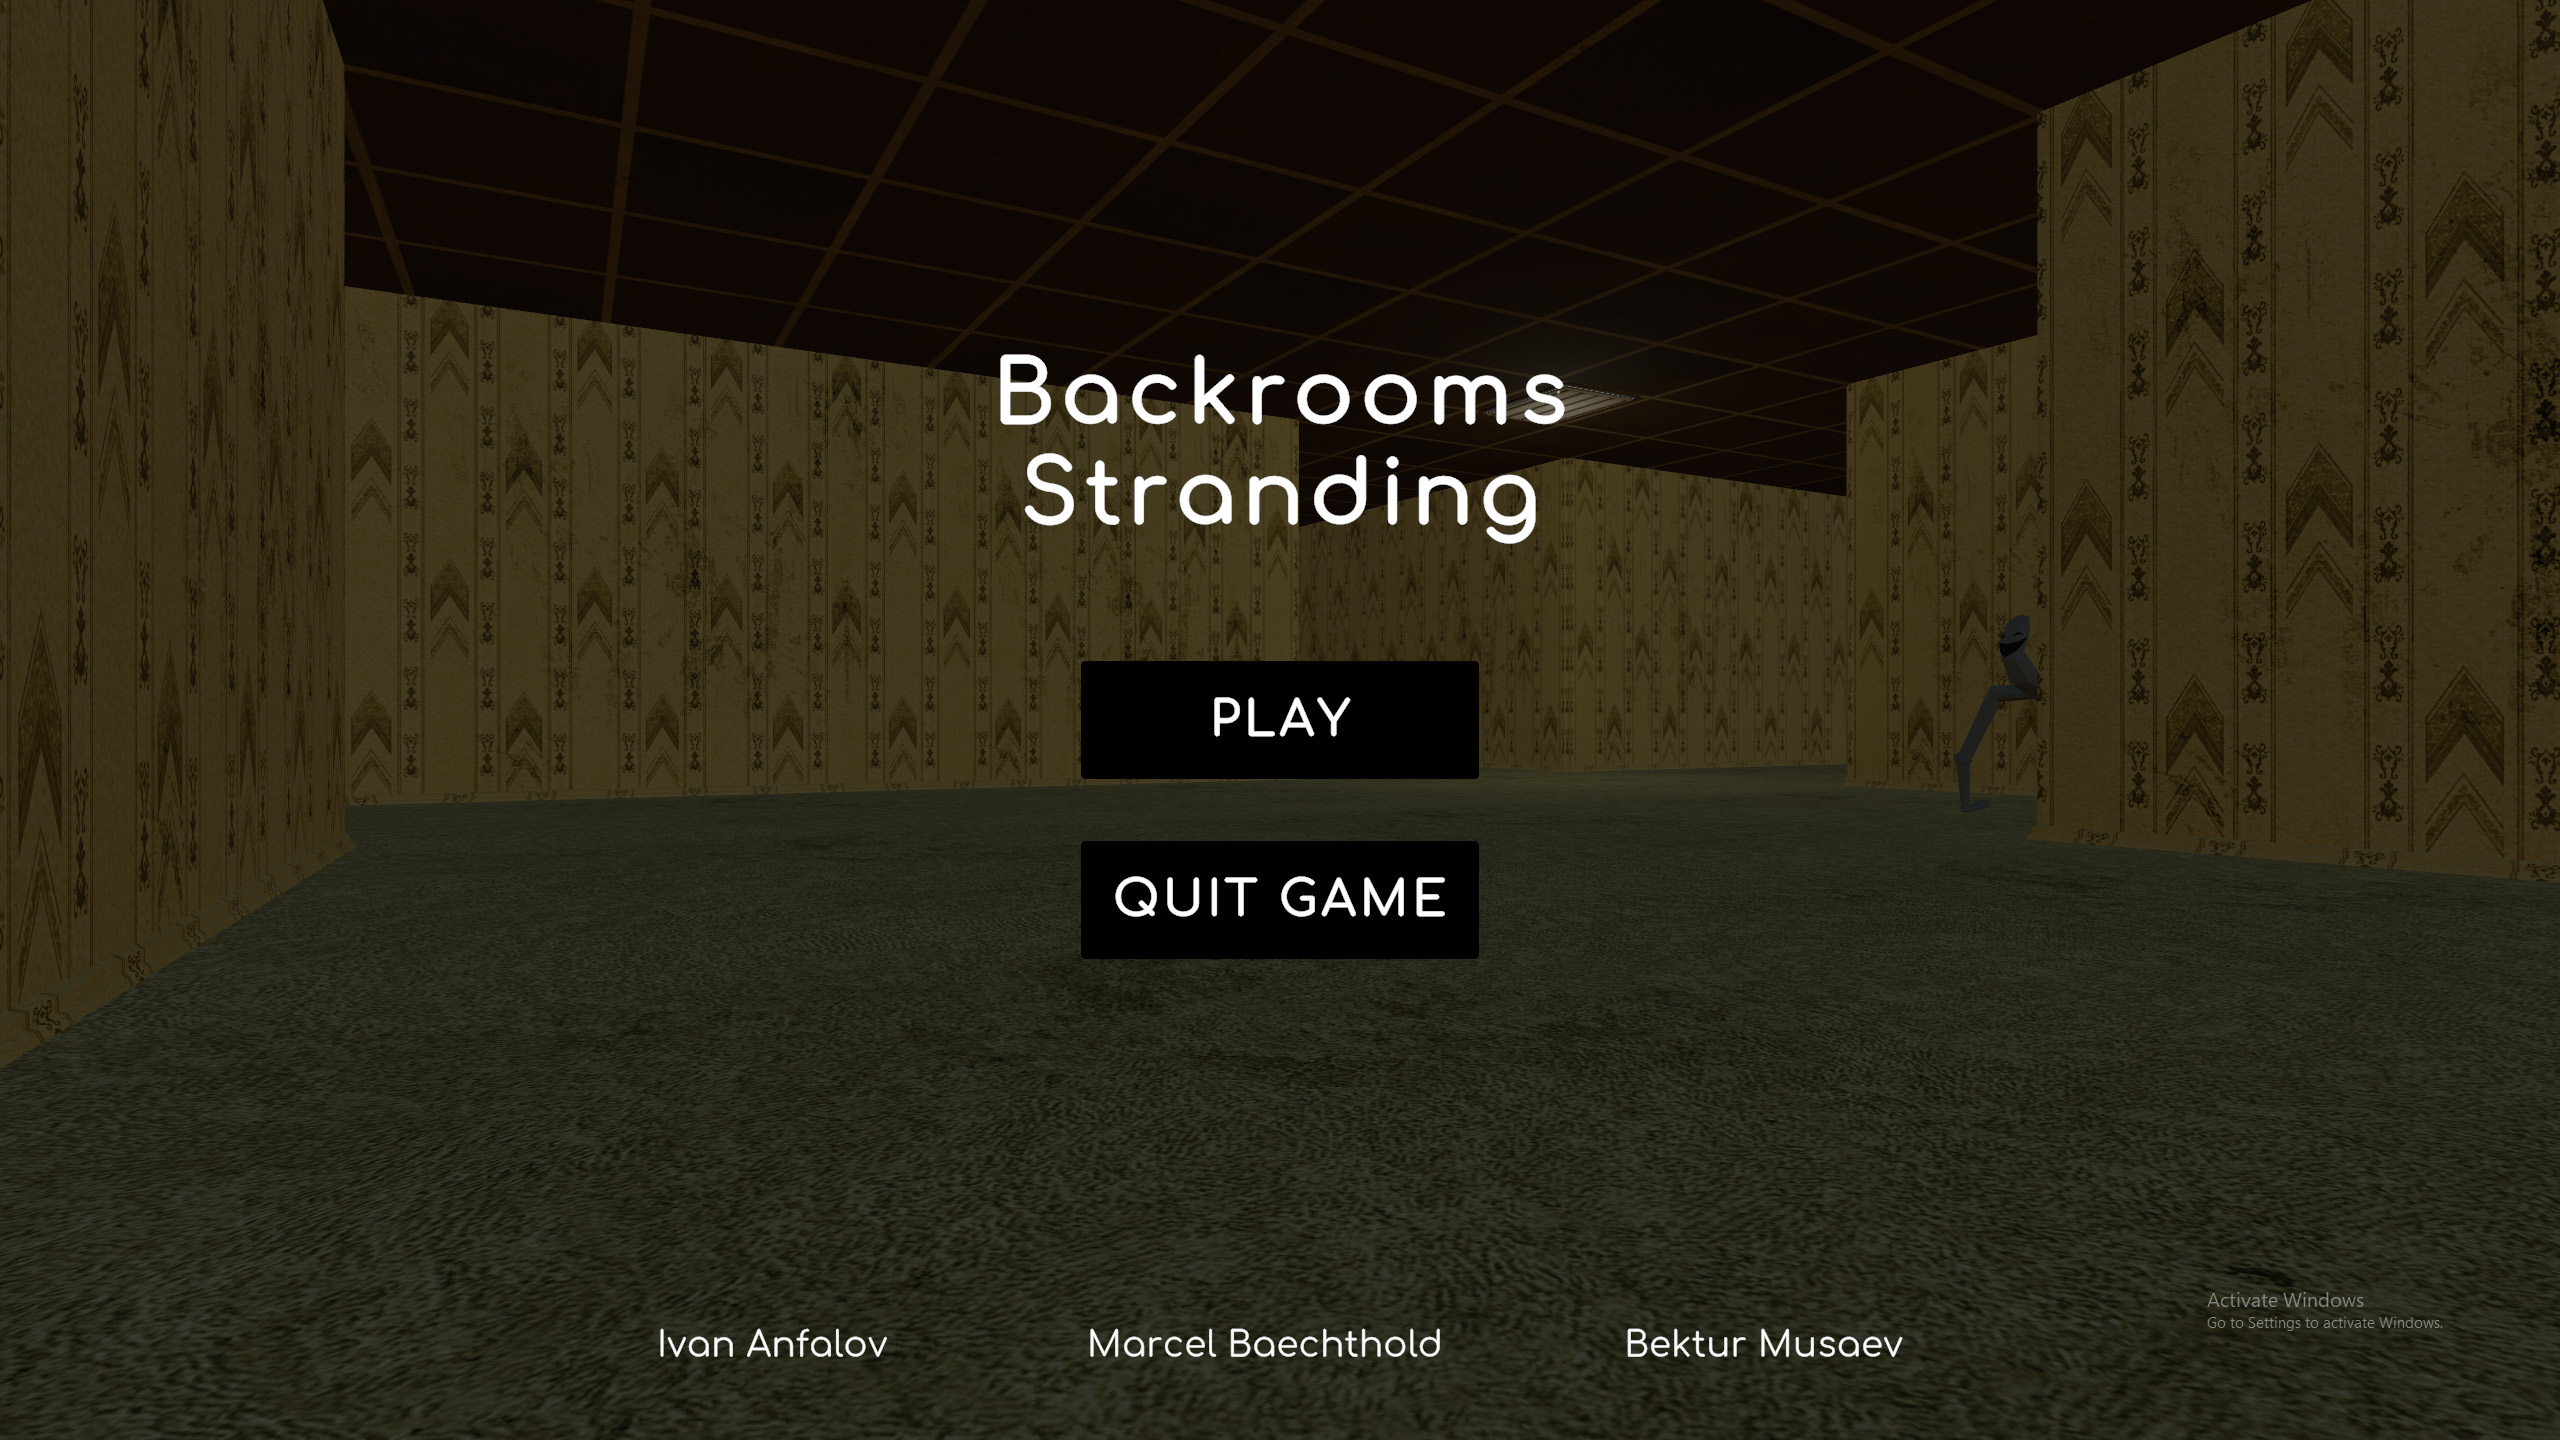 Backrooms
Stranding
PLAY
QUIT GAME
Ivan Anfalov
Marcel Baechthold
Bektur Musaev
Activate Windows
Go to Settings to activate Windows.